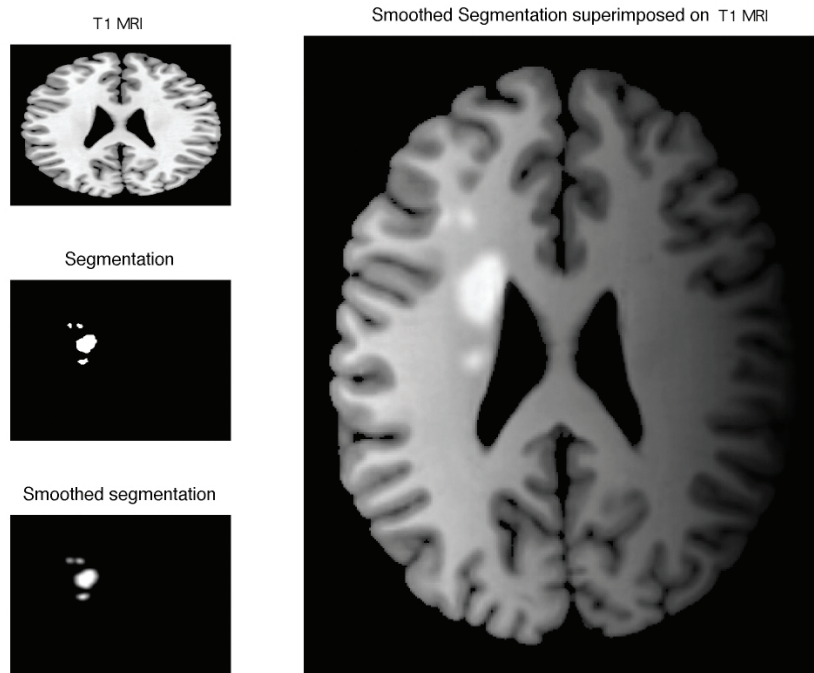 T1 MRI
Smoothed Segmentation superimposed on T1 MRI
Segmentation
Smoothed segmentation